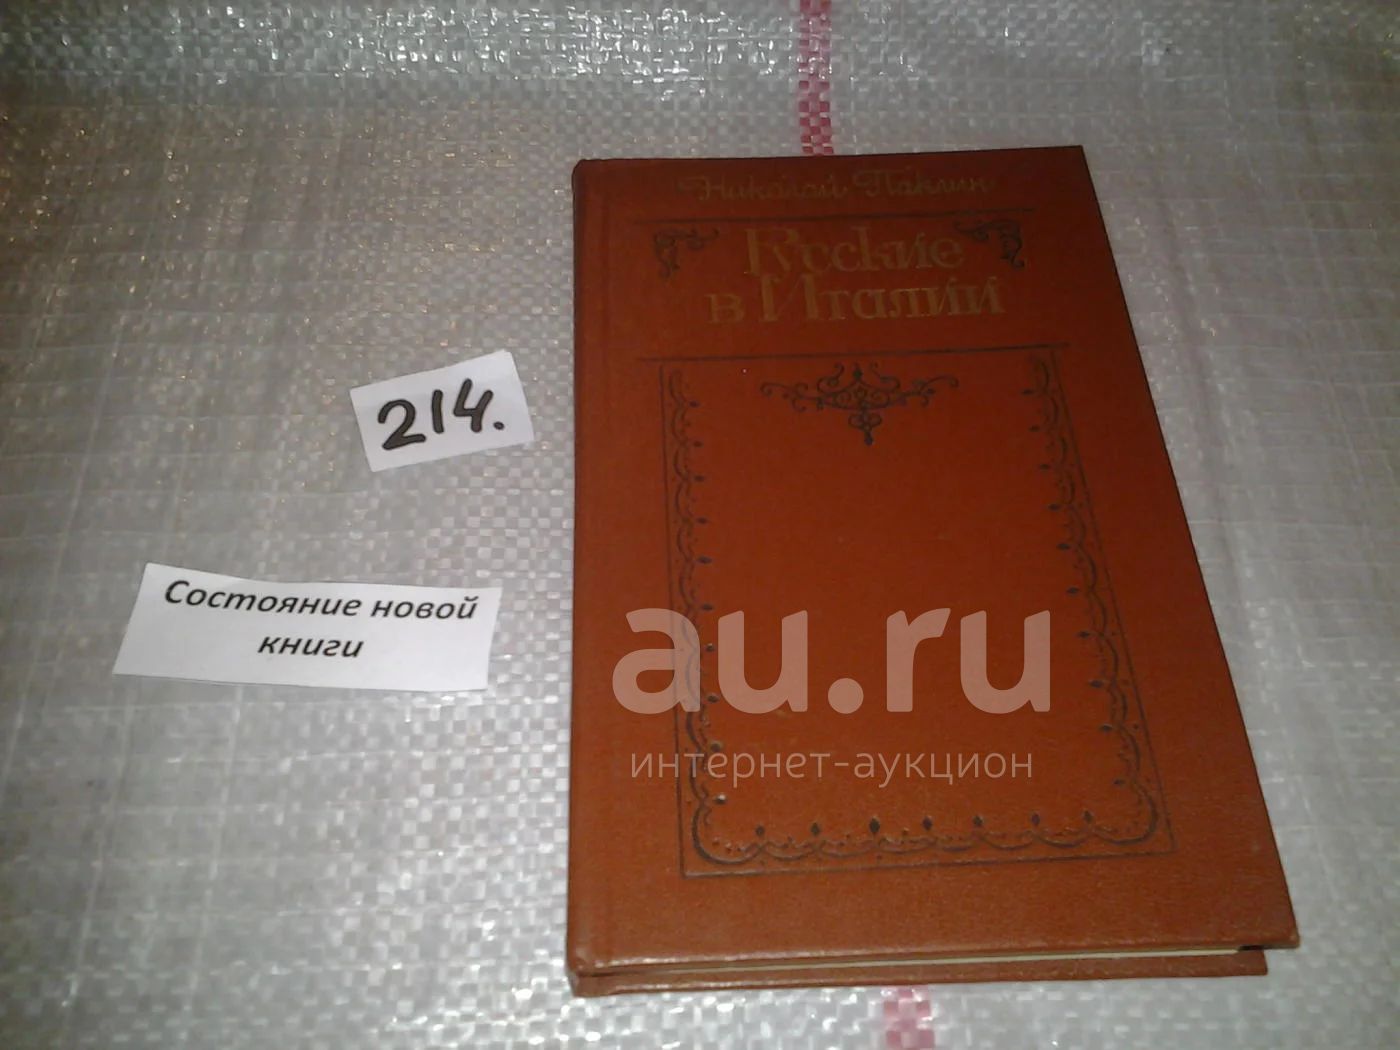 Николай Паклин
Русские
в Италии
214.
Состояние новой
книги
au.ru
интернет-аукцион